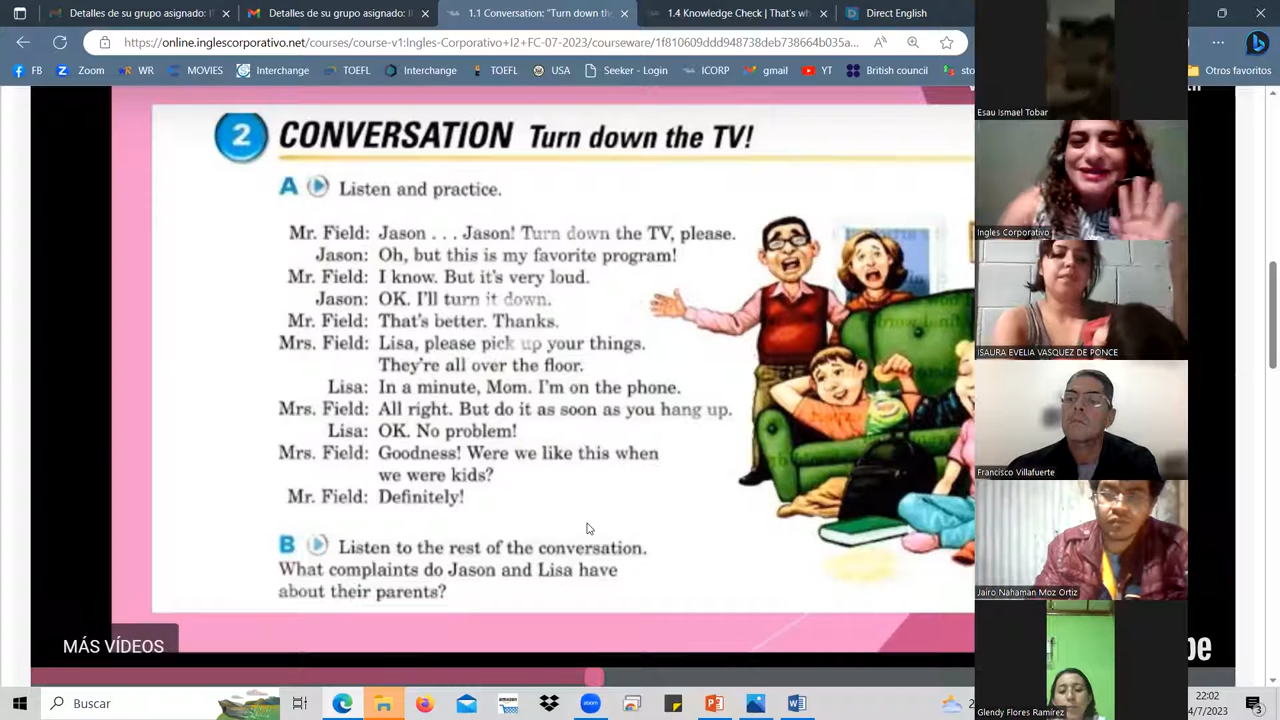 Detalles de su grupo asignado: IT
Detalles de su grupo asignado: I
1.1 Conversation: "Turn down the
1.4 Knowledge Check | That's wh
Direct English
https://online.inglescorporativo.net/courses/course-v1:Ingles-Corporativo+I2+FC-07-2023/courseware/1f810609ddd948738deb738664b035a...
FB
Zoom
WR
MOVIES
Interchange
TOEFL
Interchange
TOEFL
USA
Seeker - Login
ICORP
gmail
YT
British council
sto
Otros favoritos
2 CONVERSATION Turn down the TV!
A Listen and practice.
Mr. Field: Jason . . . Jason! Turn down the TV, please.
Jason: Oh, but this is my favorite program!
Mr. Field: I know. But it's very loud.
Jason: OK. I'll turn it down.
Mr. Field: That's better. Thanks.
Mrs. Field: Lisa, please pick up your things.
They're all over the floor.
Lisa: In a minute, Mom. I'm on the phone.
Mrs. Field: All right. But do it as soon as you hang up.
Lisa: OK. No problem!
Mrs. Field: Goodness! Were we like this when
we were kids?
Mr. Field: Definitely!
B Listen to the rest of the conversation.
What complaints do Jason and Lisa have
about their parents?
MÁS VÍDEOS
Esau Ismael Tobar
Ingles Corporativo
ISAURA EVELIA VASQUEZ DE PONCE
Francisco Villafuerte
Jairo Nahaman Moz Ortiz
Glendy Flores Ramírez
Buscar
amazon
zoom
3